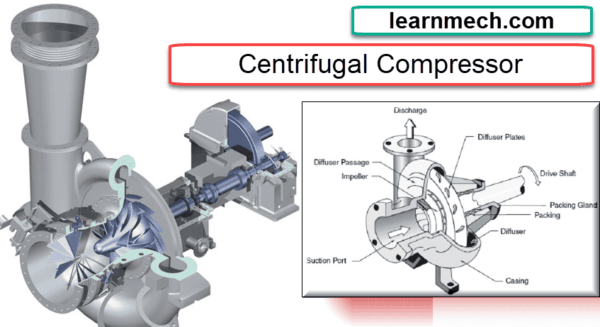 learnmech.com
Centrifugal Compressor
Discharge
Diffuser Plates
Diffuser Passage
Impeller
Drive Shaft
Packing Gland
Packing
Diffuser
Suction Port
Casing